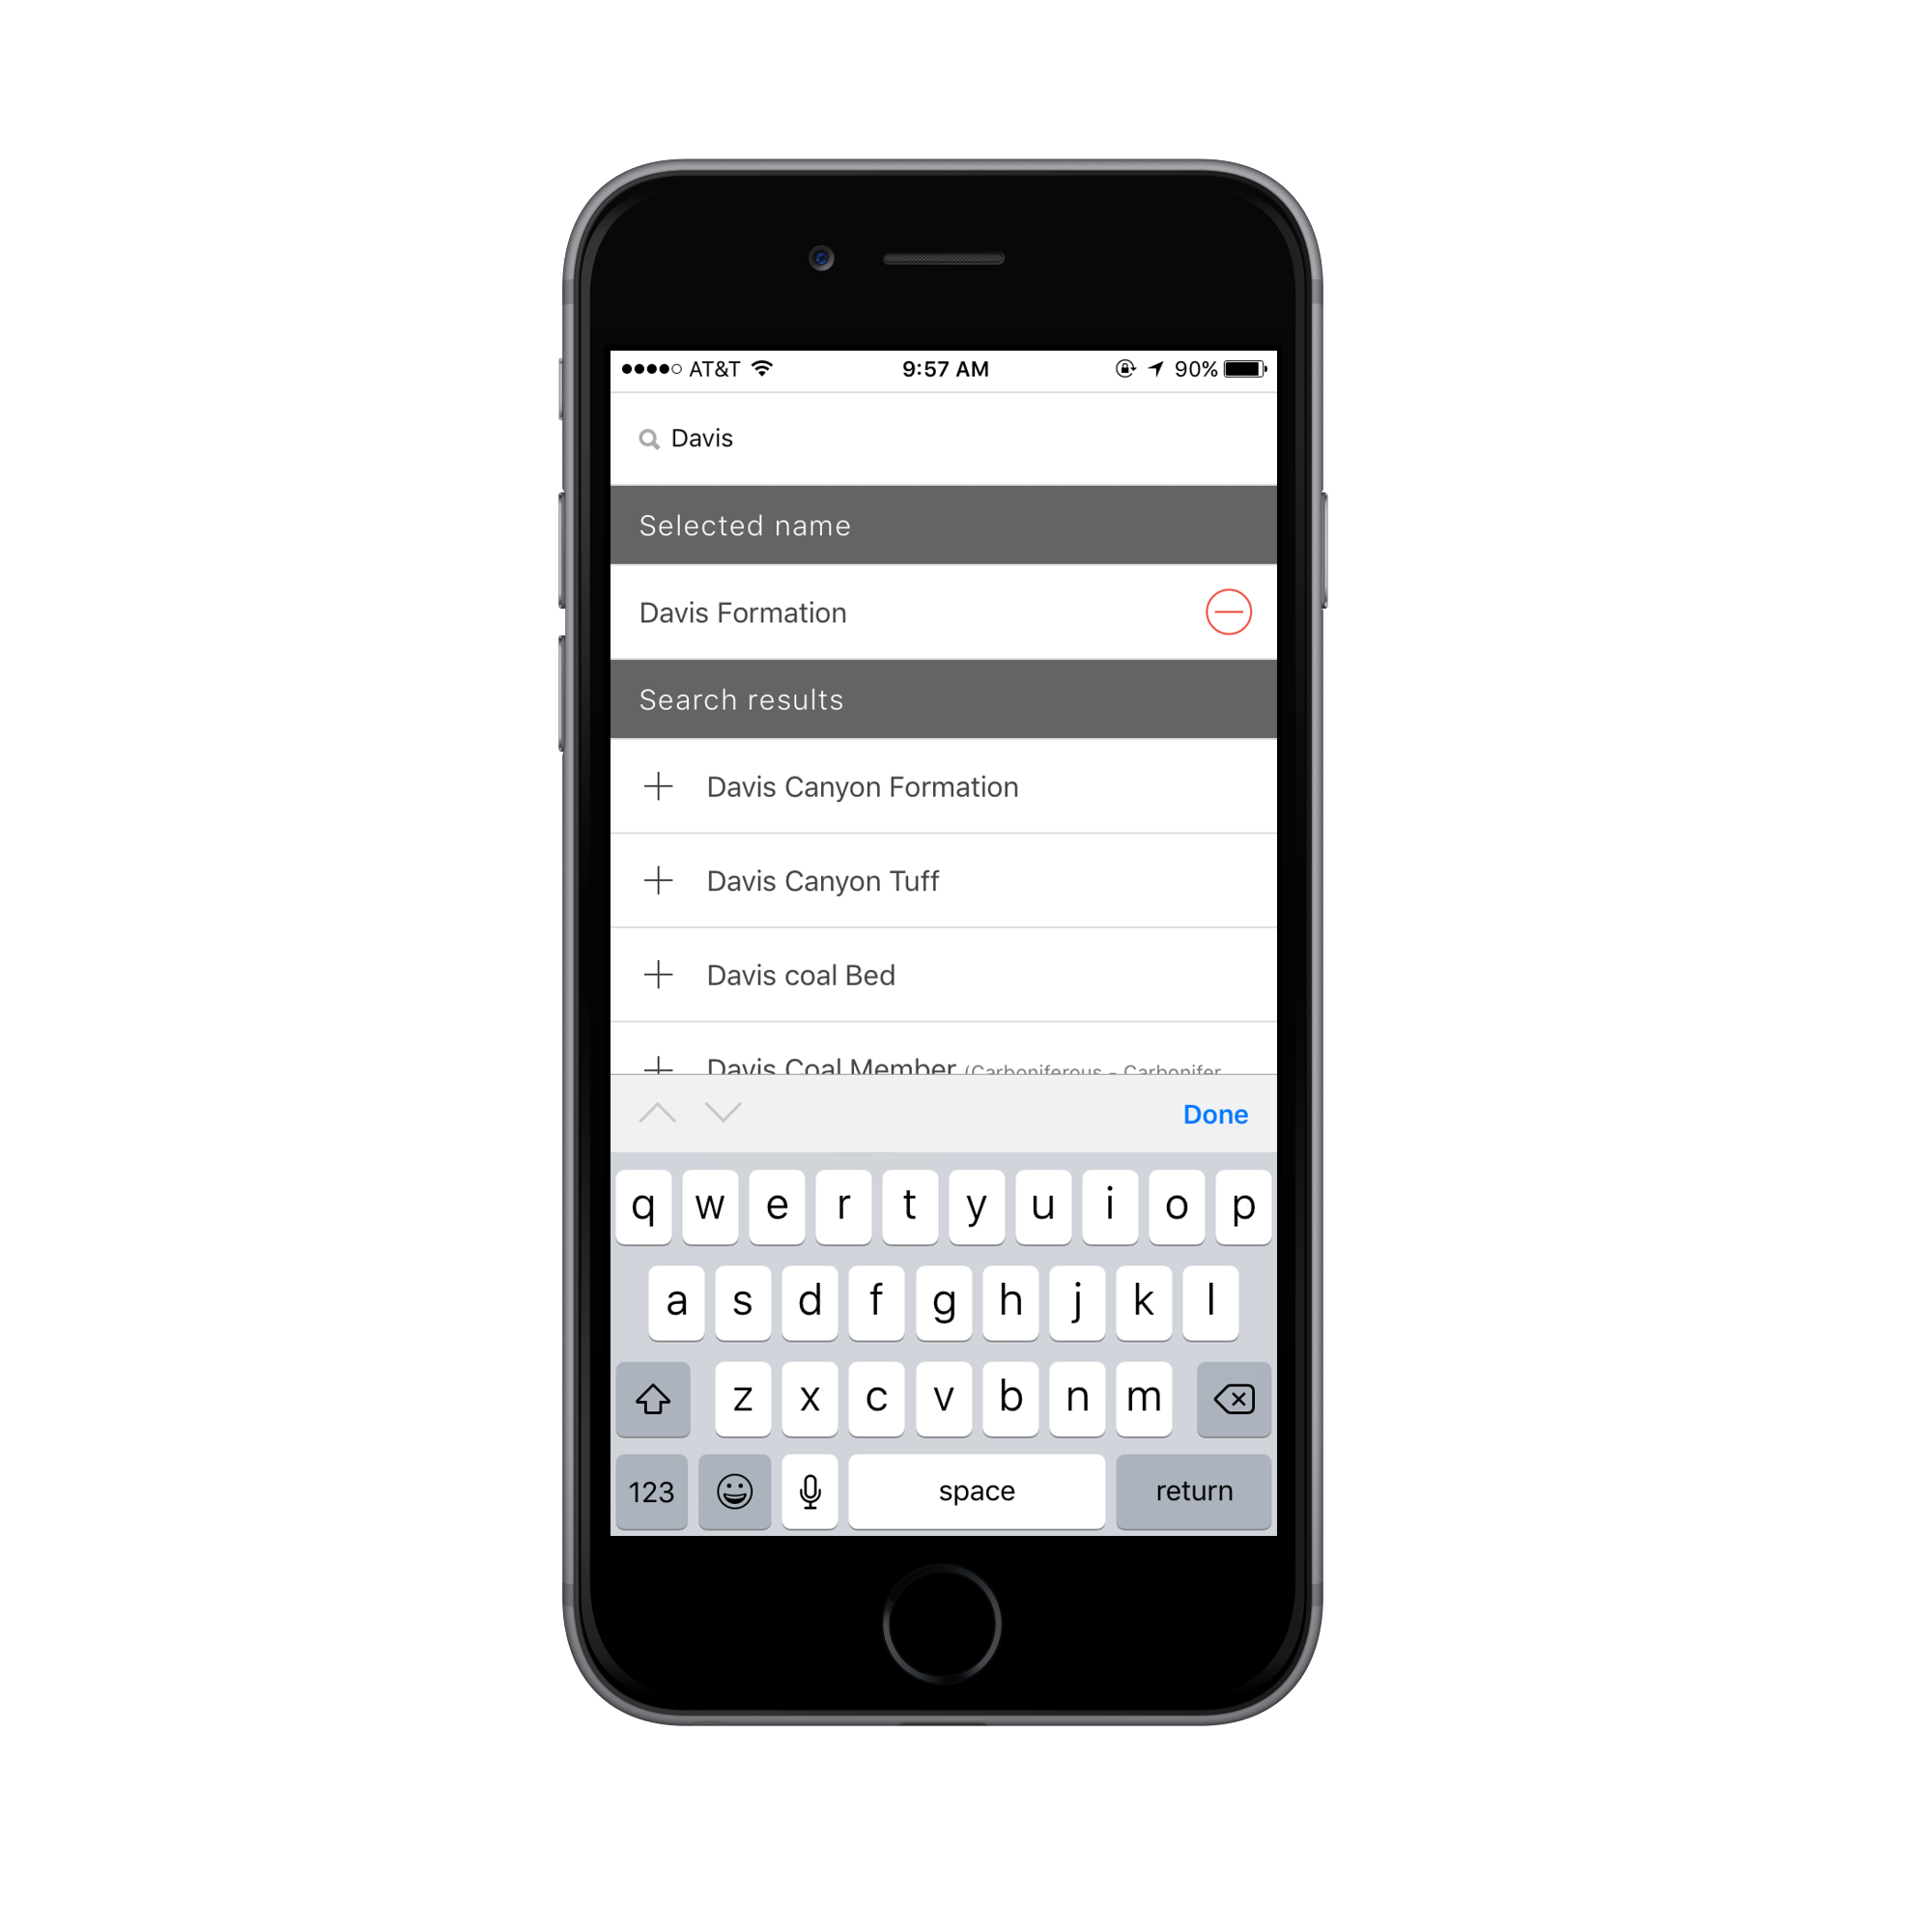 AT&T 9:57 AM 90%
Davis
Selected name
Davis Formation
Search results
Davis Canyon Formation
Davis Canyon Tuff
Davis coal Bed
Davis Coal Member (Carboniferous - Carbonifer
Done
q w e r t y u i o p
a s d f g h j k l
z x c v b n m
123 space return